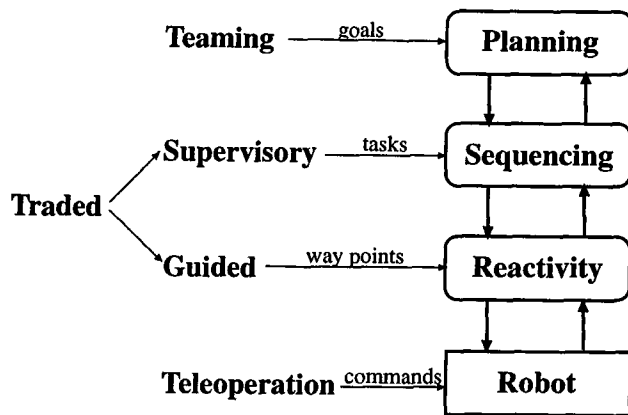 Teaming goals Planning
Supervisory tasks Sequencing
Traded
Guided way points Reactivity
Teleoperation commands Robot